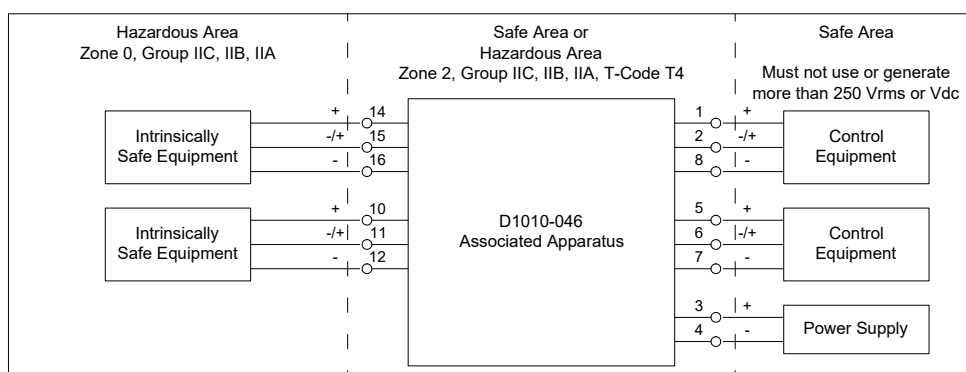 Hazardous Area
Zone 0, Group IIC, IIB, IIA
Safe Area or
Hazardous Area
Zone 2, Group IIC, IIB, IIA, T-Code T4
Safe Area
Must not use or generate
more than 250 Vrms or Vdc
Intrinsically
Safe Equipment
+ 14
-/+ 15
- 16
Intrinsically
Safe Equipment
+ 10
-/+ 11
- 12
D1010-046
Associated Apparatus
1 +
2 -/+
8 -
Control
Equipment
5 +
6 -/+
7 -
Control
Equipment
3 +
4 -
Power Supply